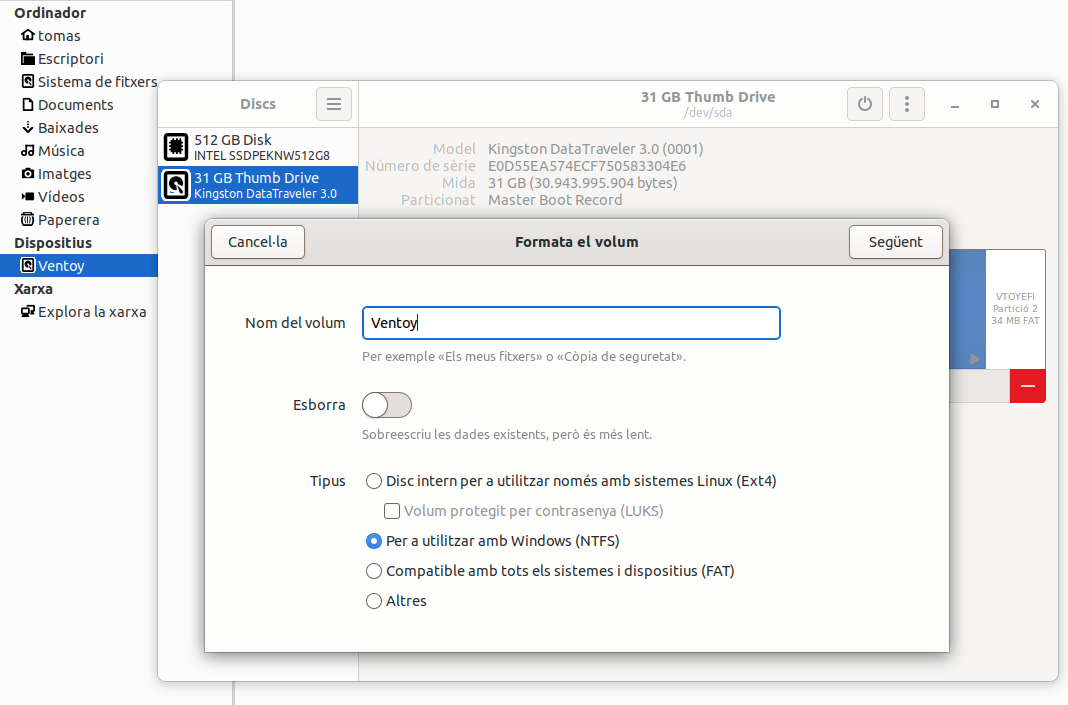 Ordinador
tomas
Escriptori
Sistema de fitxers
Documents
Baixades
Música
Imatges
Vídeos
Paperera
Dispositius
Ventoy
Xarxa
Explora la xarxa
Discs
31 GB Thumb Drive
/dev/sda
512 GB Disk
INTEL SSDPEKNW512G8
31 GB Thumb Drive
Kingston DataTraveler 3.0
Model Kingston DataTraveler 3.0 (0001)
Número de sèrie E0D55EA574ECF750583304E6
Mida 31 GB (30.943.995.904 bytes)
Particionat Master Boot Record
VTOYEFI
Partició 2
34 MB FAT
Cancel·la
Formata el volum
Següent
Nom del volum Ventoy
Per exemple «Els meus fitxers» o «Còpia de seguretat».
Esborra
Sobreescriu les dades existents, però és més lent.
Tipus Disc intern per a utilitzar només amb sistemes Linux (Ext4)
Volum protegit per contrasenya (LUKS)
Per a utilitzar amb Windows (NTFS)
Compatible amb tots els sistemes i dispositius (FAT)
Altres